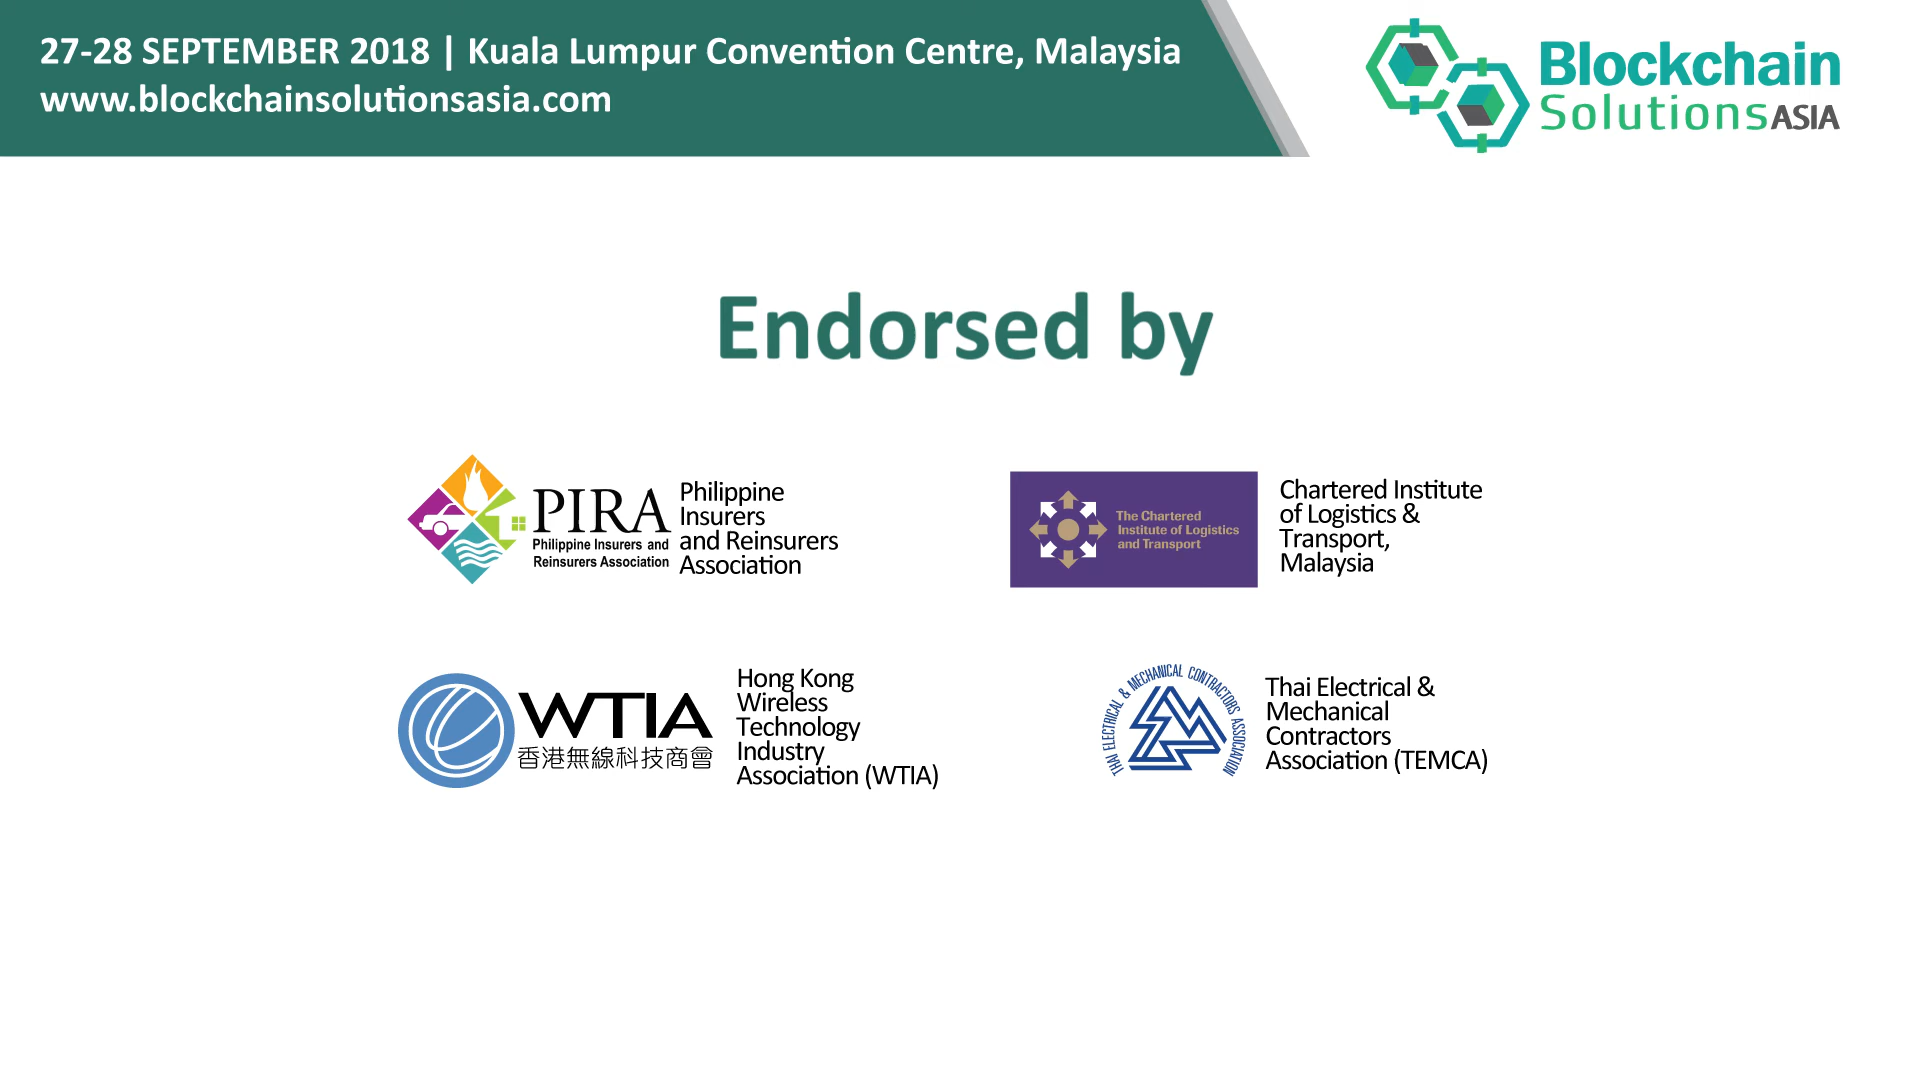 27-28 SEPTEMBER 2018 | Kuala Lumpur Convention Centre, Malaysia
www.blockchainsolutionsasia.com
Blockchain
Solutions ASIA
Endorsed by
PIRA
Philippine Insurers and
Reinsurers Association
Philippine
Insurers
and Reinsurers
Association
The Chartered
Institute of Logistics
and Transport
Chartered Institute
of Logistics &
Transport,
Malaysia
WTIA
香港無線科技商會
Hong Kong
Wireless
Technology
Industry
Association (WTIA)
THAI ELECTRICAL & MECHANICAL CONTRACTORS ASSOCIATION
Thai Electrical &
Mechanical
Contractors
Association (TEMCA)